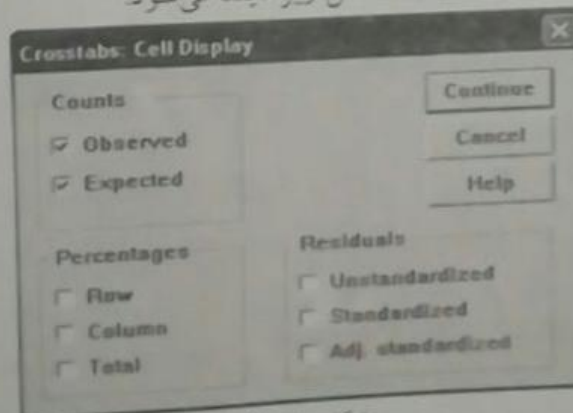 Crosstabs: Cell Display
Counts
Observed
Expected
Continue
Cancel
Help
Percentages
Row
Column
Total
Residuals
Unstandardized
Standardized
Adj. standardized